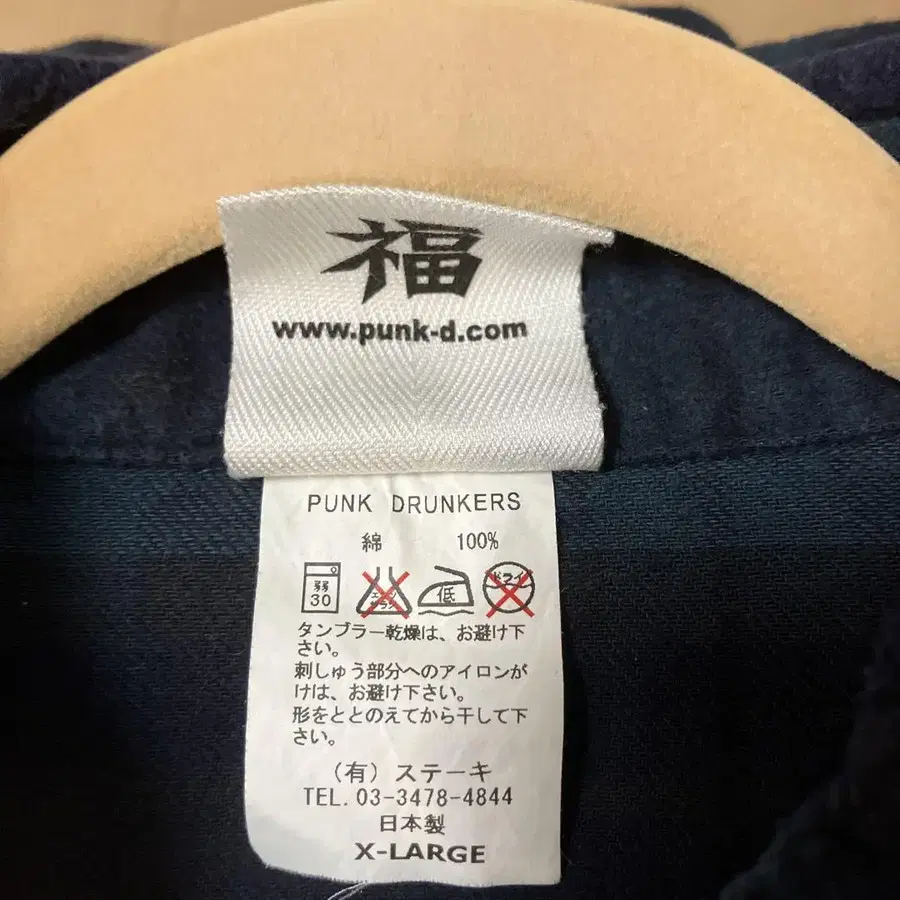 福
www.punk-d.com
PUNK DRUNKERS
綿 100%
弱 30 エンソサラシ 低 ドライ
タンブラー乾燥は、お避け下
さい。
刺しゅう部分へのアイロンが
けは、お避け下さい。
形をととのえてから干して下
さい。
(有) ステーキ
TEL. 03-3478-4844
日本製
X-LARGE